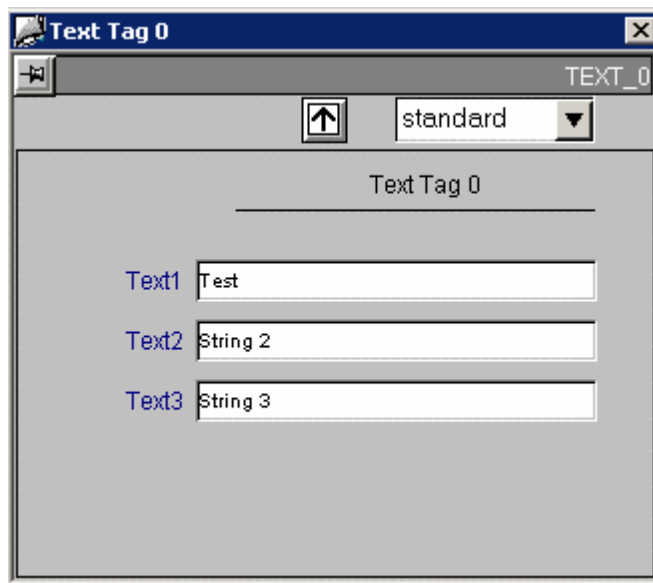 Text Tag 0
TEXT_0
standard
Text Tag 0
Text1 Test
Text2 String 2
Text3 String 3